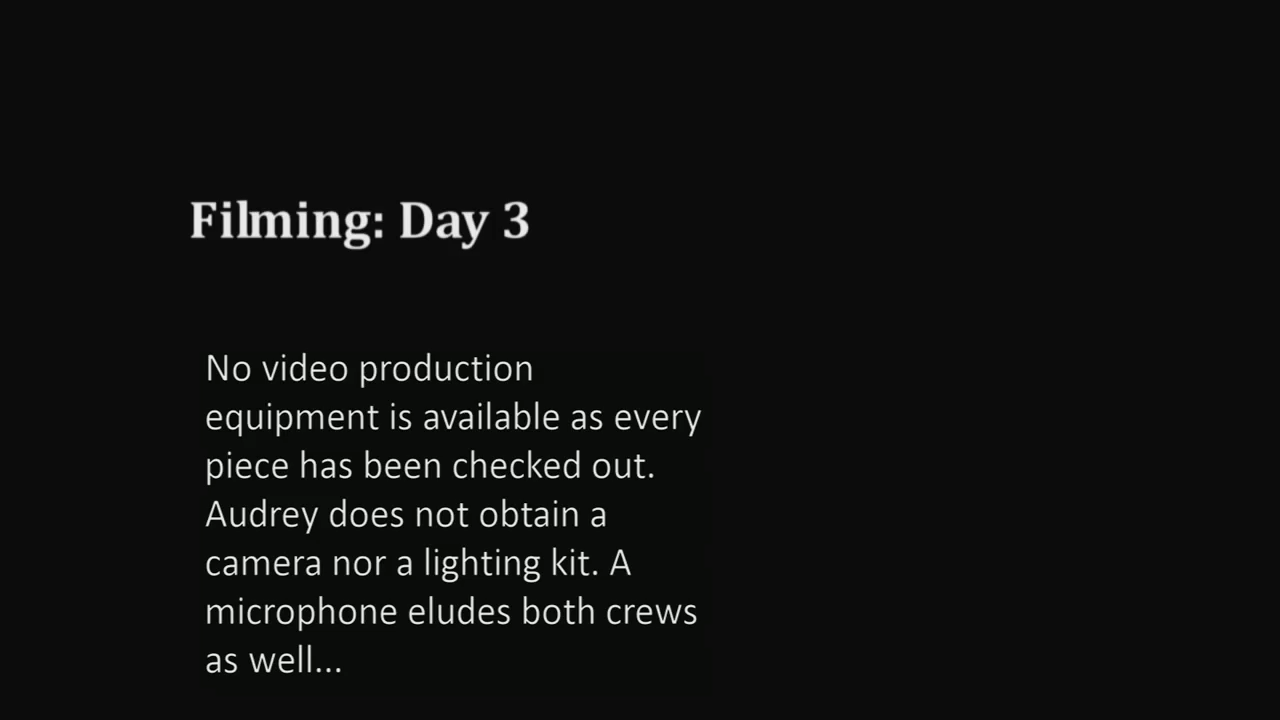 Filming: Day 3
No video production
equipment is available as every
piece has been checked out.
Audrey does not obtain a
camera nor a lighting kit. A
microphone eludes both crews
as well...